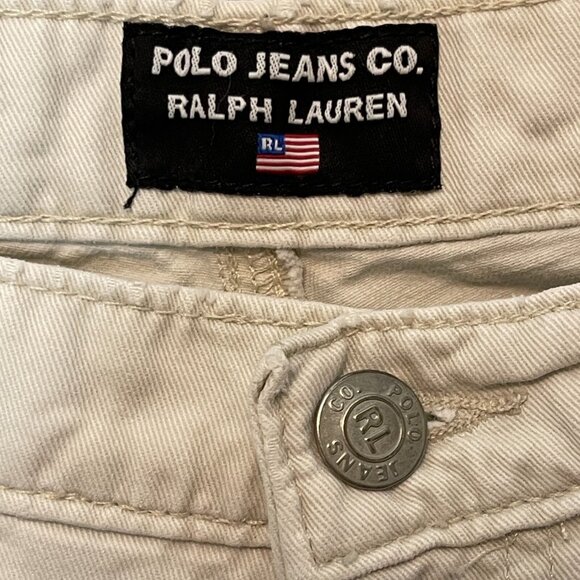 POLO JEANS CO.
RALPH LAUREN
RL
CO. POLO JEANS
RL